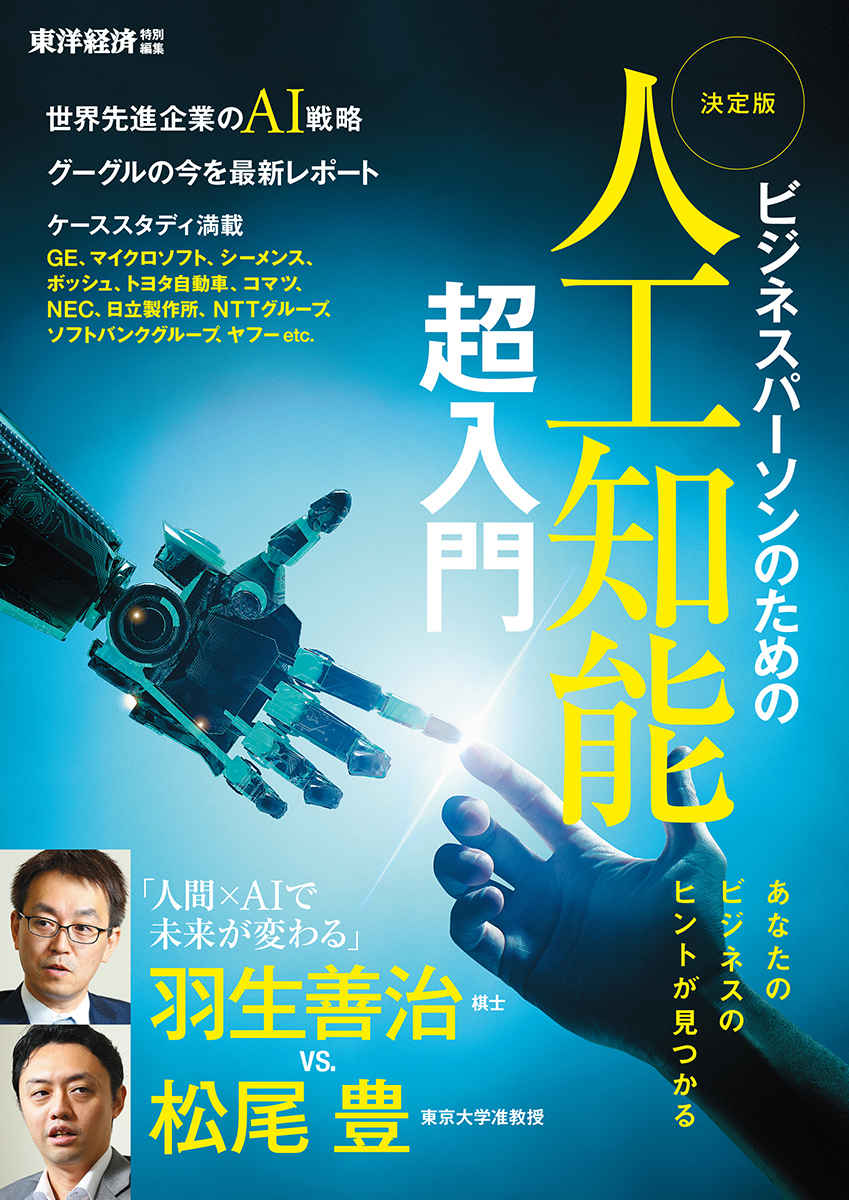 東洋経済 特別編集
世界先進企業のAI戦略
グーグルの今を最新レポート
ケーススタディ満載
GE、マイクロソフト、シーメンス、
ボッシュ、トヨタ自動車、コマツ、
NEC、日立製作所、NTTグループ、
ソフトバンクグループ、ヤフー etc.
決定版
ビジネスパーソンのための
人工知能
超入門
あなたの
ビジネスの
ヒントが見つかる
「人間×AIで
未来が変わる」
羽生善治 棋士
vs.
松尾 豊 東京大学准教授